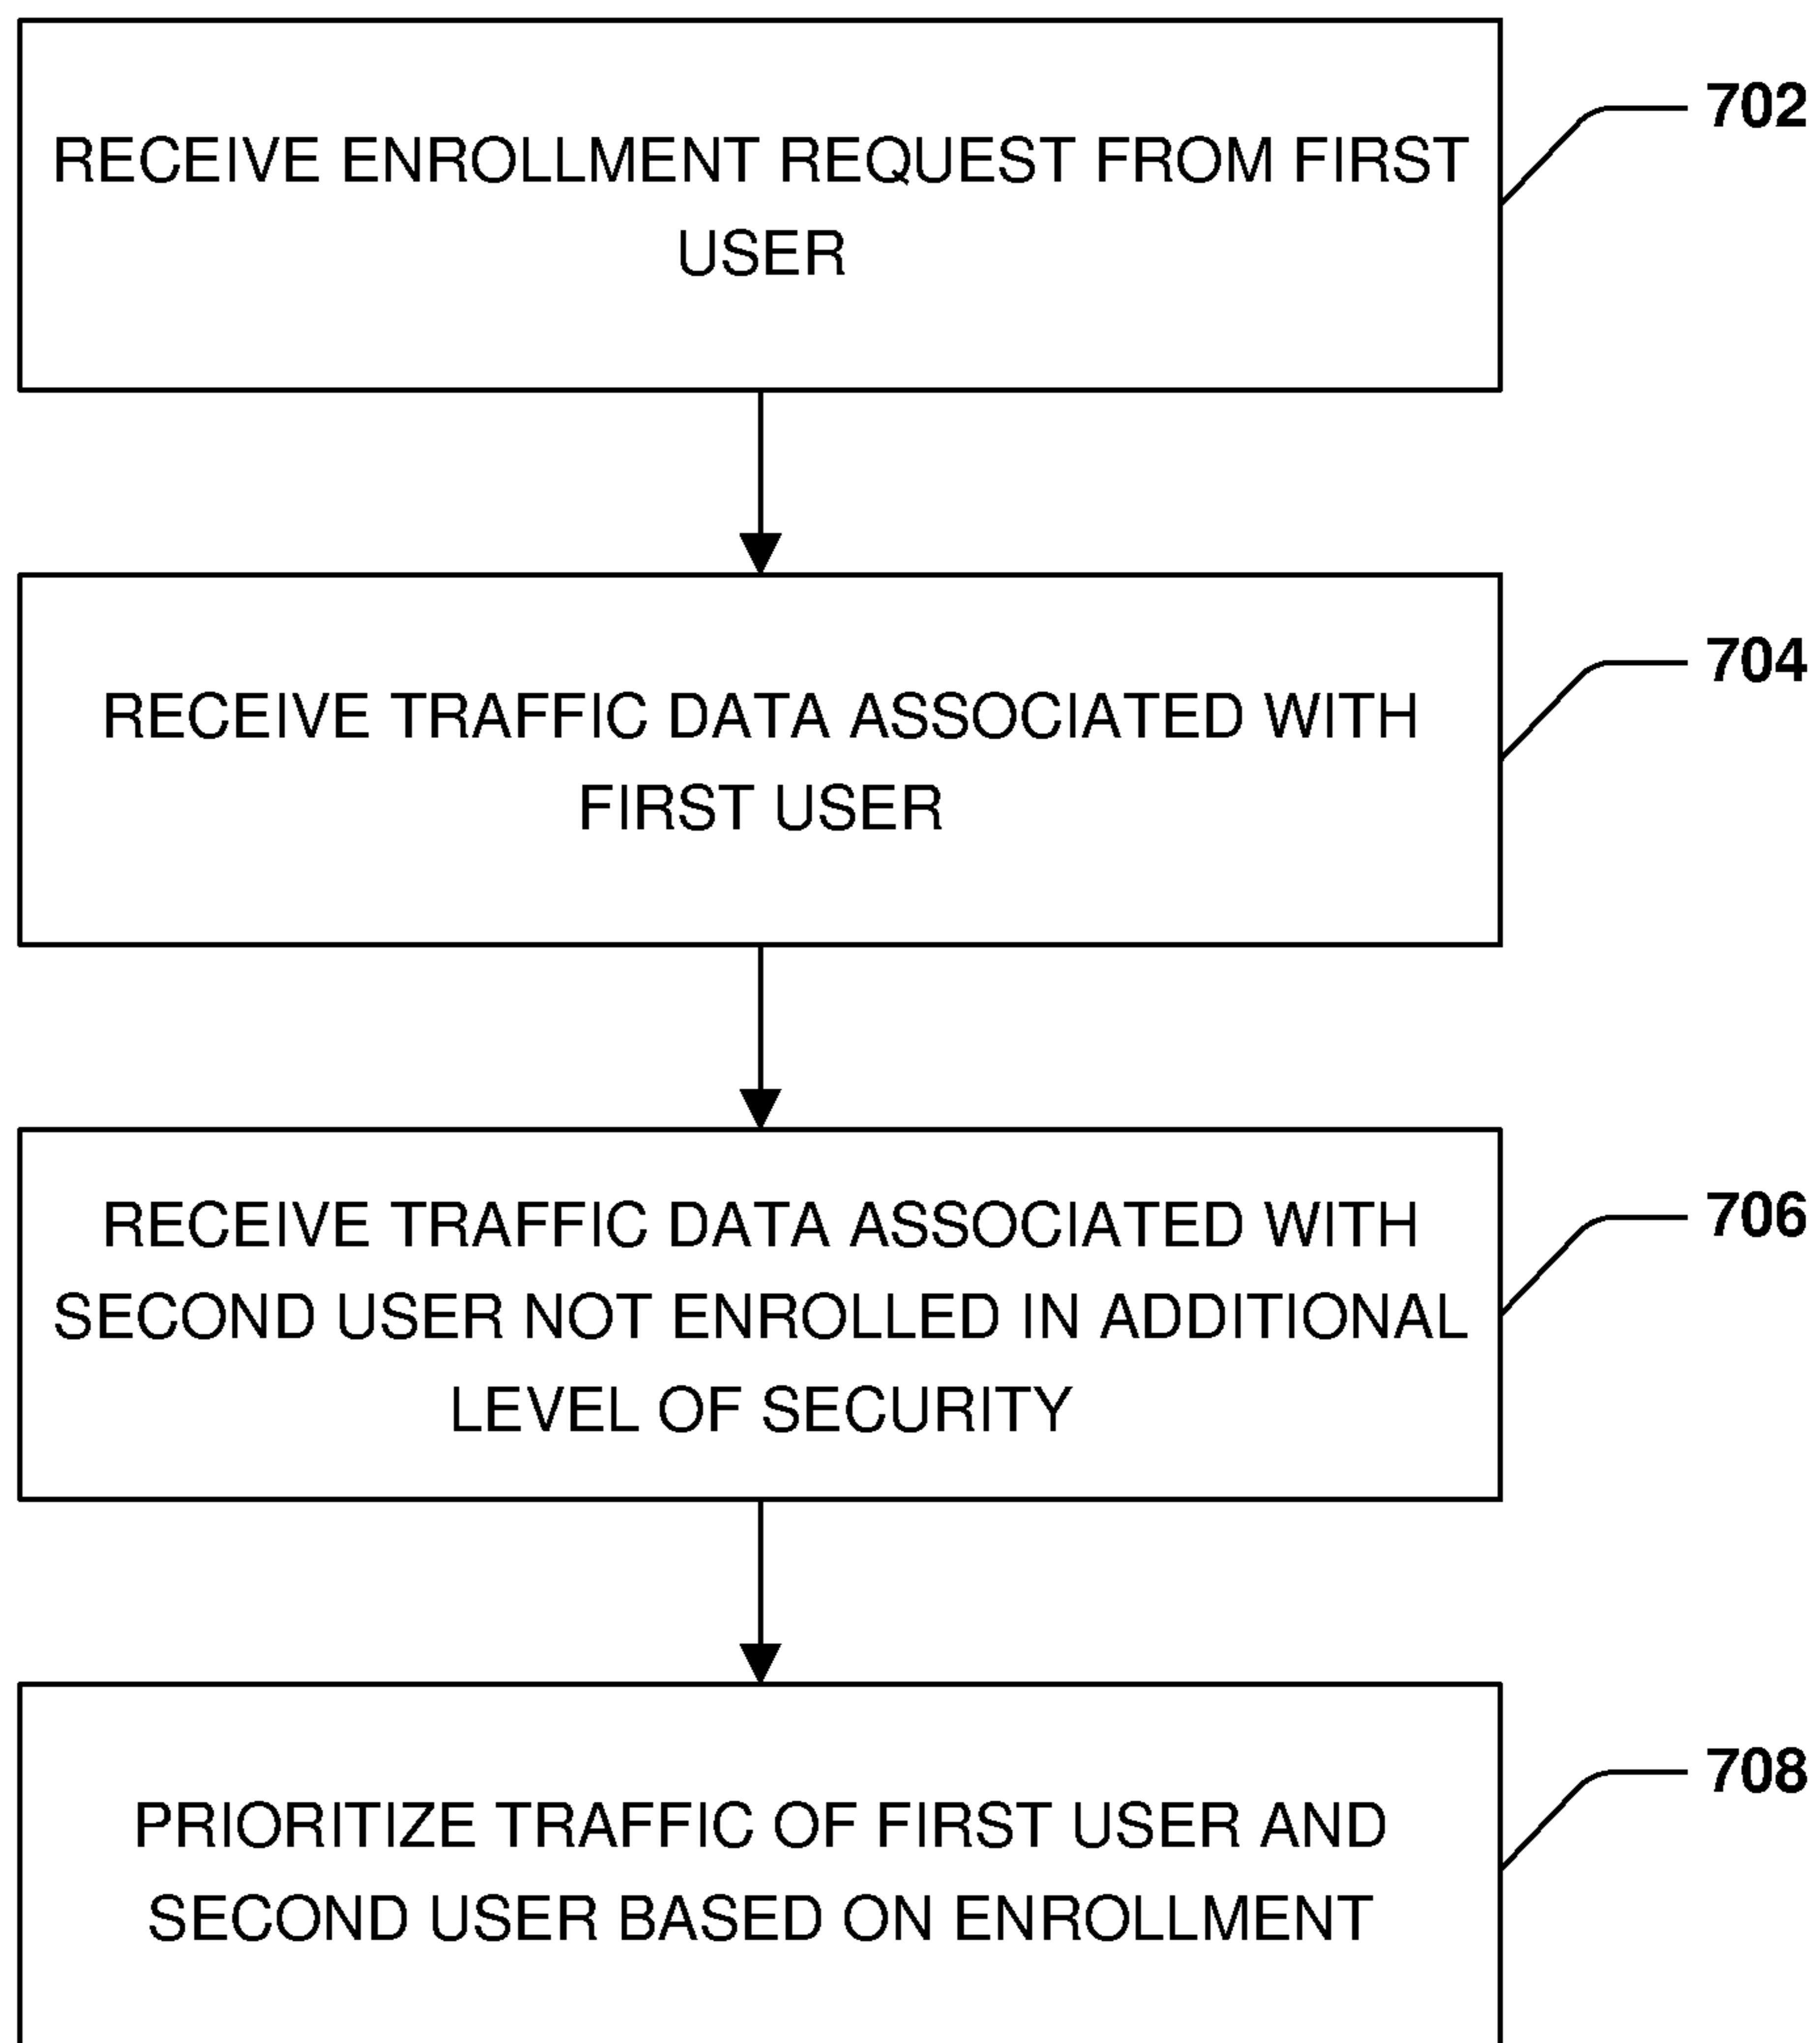 702
RECEIVE ENROLLMENT REQUEST FROM FIRST
USER
704
RECEIVE TRAFFIC DATA ASSOCIATED WITH
FIRST USER
706
RECEIVE TRAFFIC DATA ASSOCIATED WITH
SECOND USER NOT ENROLLED IN ADDITIONAL
LEVEL OF SECURITY
708
PRIORITIZE TRAFFIC OF FIRST USER AND
SECOND USER BASED ON ENROLLMENT